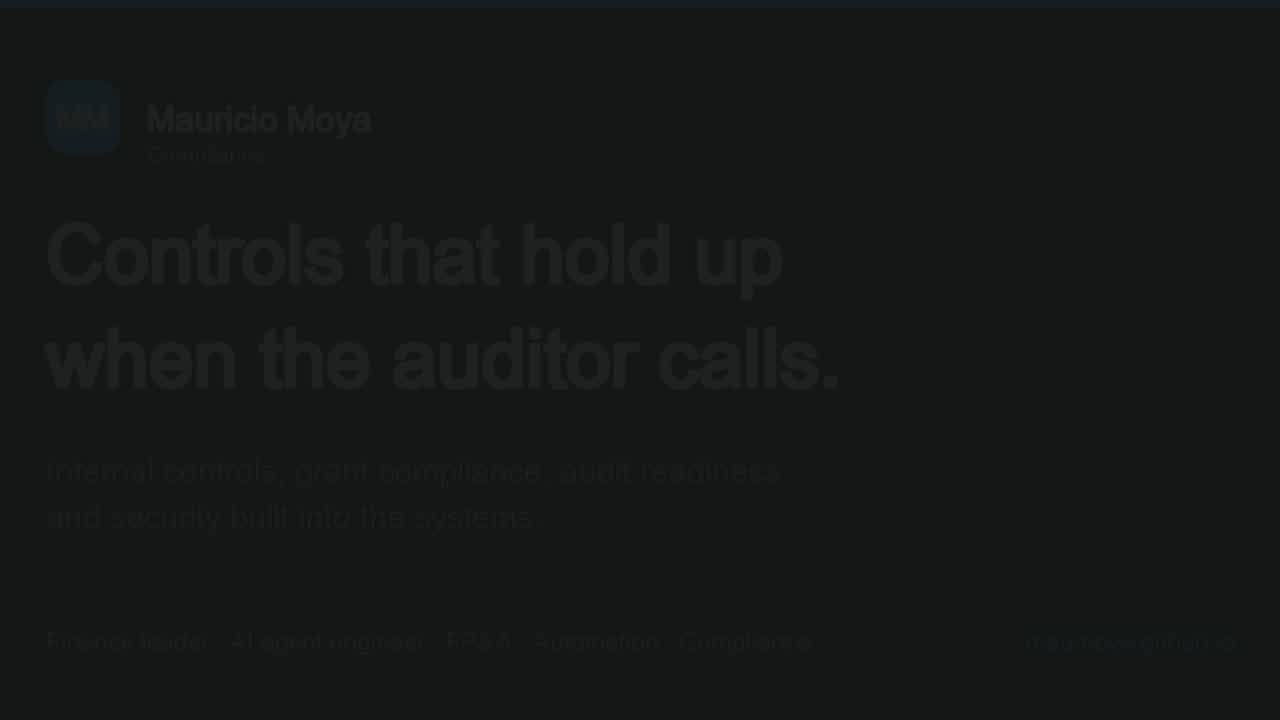 MM
Mauricio Moya
Compliance
Controls that hold up
when the auditor calls.
Internal controls, grant compliance, audit readiness
and security built into the systems.
Finance leader · AI agent engineer · FP&A · Automation · Compliance